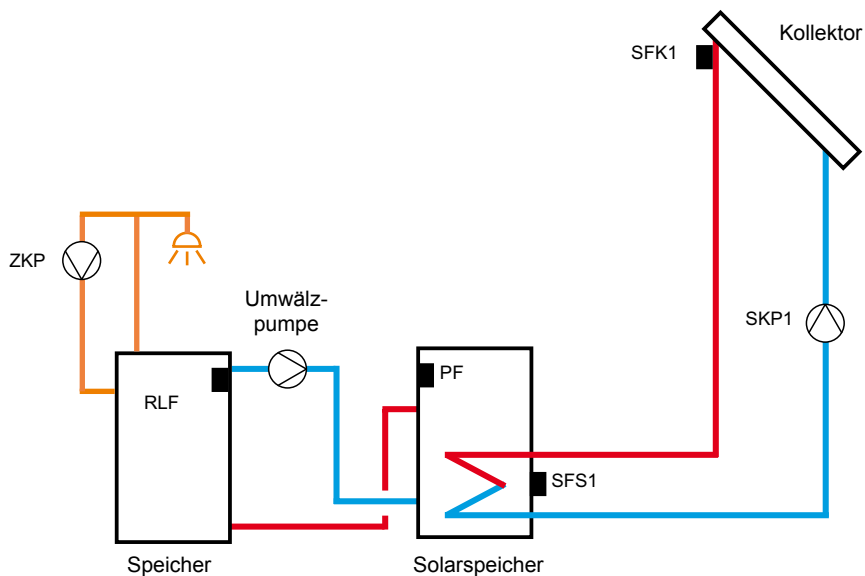 Kollektor
SFK1
ZKP
Umwälz-
pumpe
SKP1
PF
RLF
SFS1
Speicher
Solarspeicher